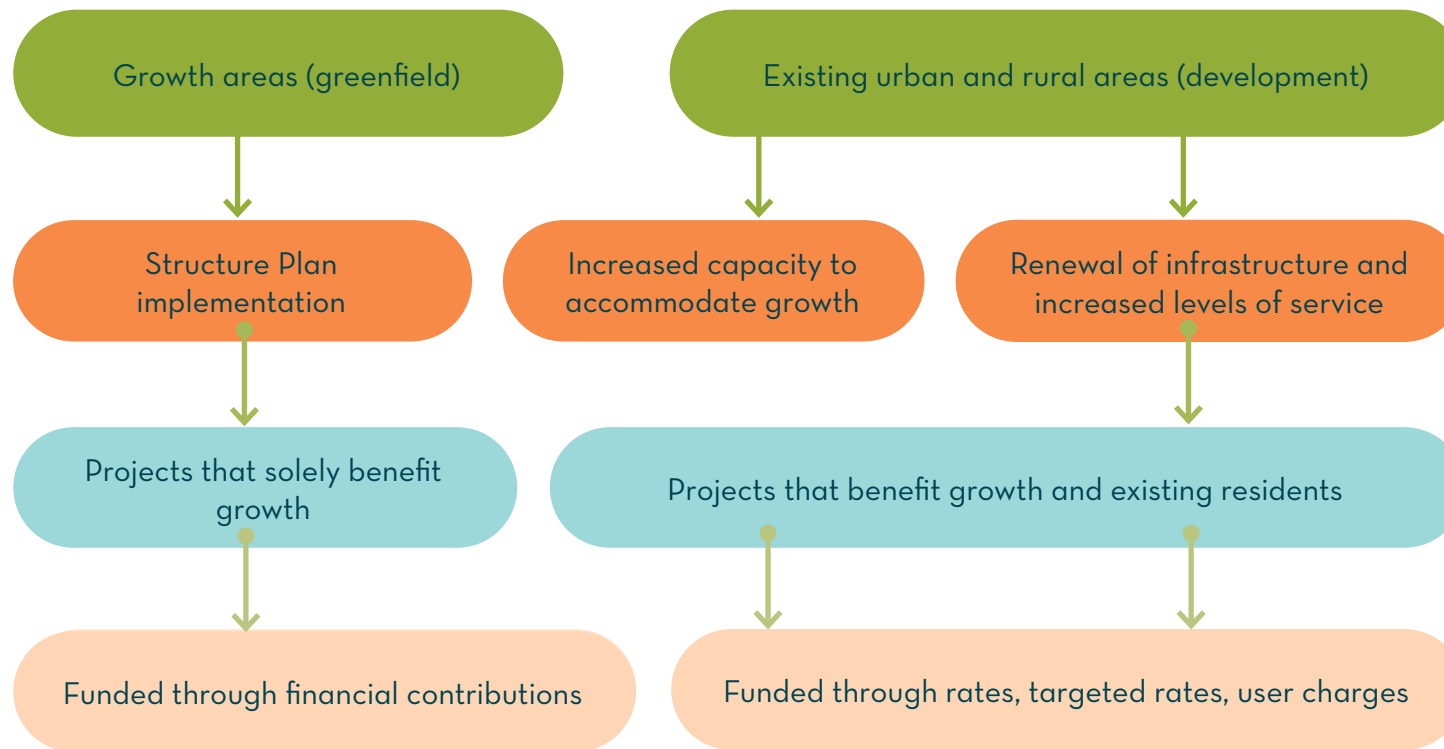 Growth areas (greenfield)
Existing urban and rural areas (development)
Structure Plan
implementation
Increased capacity to
accommodate growth
Renewal of infrastructure and
increased levels of service
Projects that solely benefit
growth
Projects that benefit growth and existing residents
Funded through financial contributions
Funded through rates, targeted rates, user charges